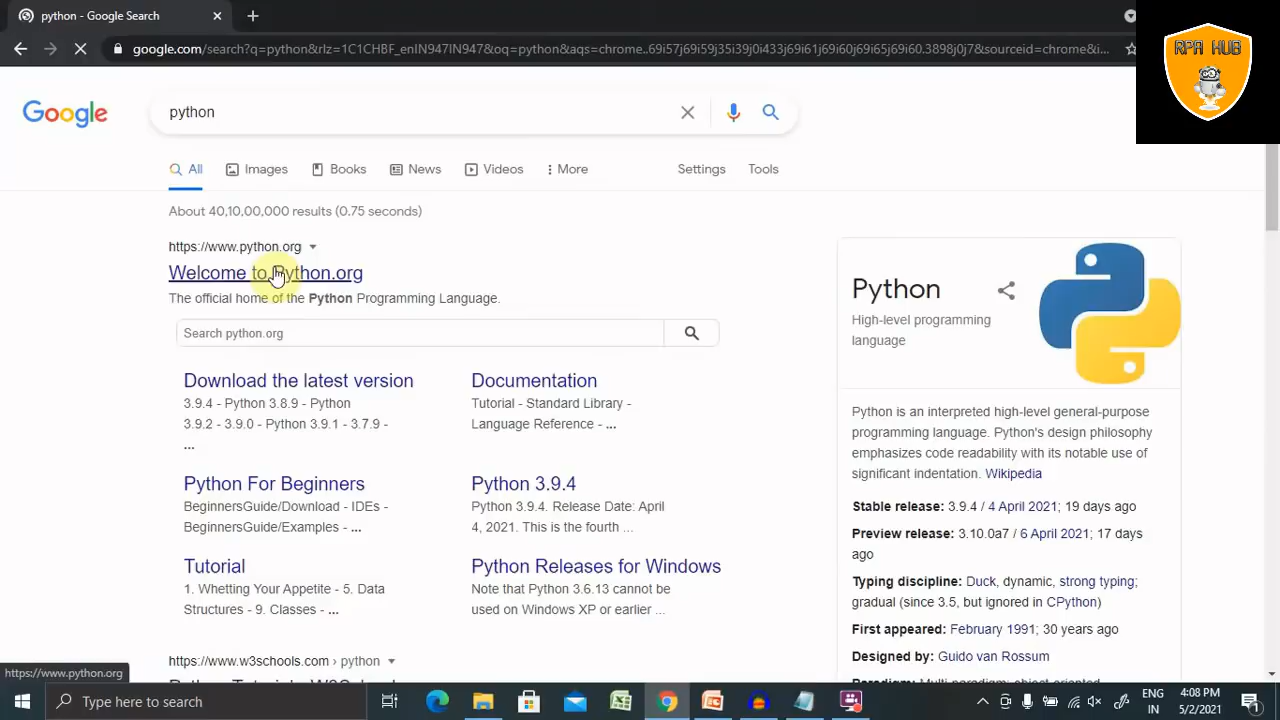 python - Google Search
google.com/search?q=python&rlz=1C1CHBF_enIN947IN947&oq=python&aqs=chrome..69i57j69i59j35i39j0i433j69i61j69i60j69i65j69i60.3898j0j7&sourceid=chrome&i...
RPA HUB
Google
python
All Images Books News Videos More Settings Tools
About 40,10,00,000 results (0.75 seconds)
https://www.python.org
Welcome to Python.org
The official home of the Python Programming Language.
Search python.org
Download the latest version
3.9.4 - Python 3.8.9 - Python
3.9.2 - 3.9.0 - Python 3.9.1 - 3.7.9 -
...
Documentation
Tutorial - Standard Library -
Language Reference - ...
Python For Beginners
BeginnersGuide/Download - IDEs -
BeginnersGuide/Examples - ...
Python 3.9.4
Python 3.9.4. Release Date: April
4, 2021. This is the fourth ...
Tutorial
1. Whetting Your Appetite - 5. Data
Structures - 9. Classes - ...
Python Releases for Windows
Note that Python 3.6.13 cannot be
used on Windows XP or earlier ...
https://www.w3schools.com › python
Python
High-level programming
language
Python is an interpreted high-level general-purpose
programming language. Python's design philosophy
emphasizes code readability with its notable use of
significant indentation. Wikipedia
Stable release: 3.9.4 / 4 April 2021; 19 days ago
Preview release: 3.10.0a7 / 6 April 2021; 17 days
ago
Typing discipline: Duck, dynamic, strong typing;
gradual (since 3.5, but ignored in CPython)
First appeared: February 1991; 30 years ago
Designed by: Guido van Rossum
https://www.python.org
Type here to search
ENG
IN
4:08 PM
5/2/2021
1